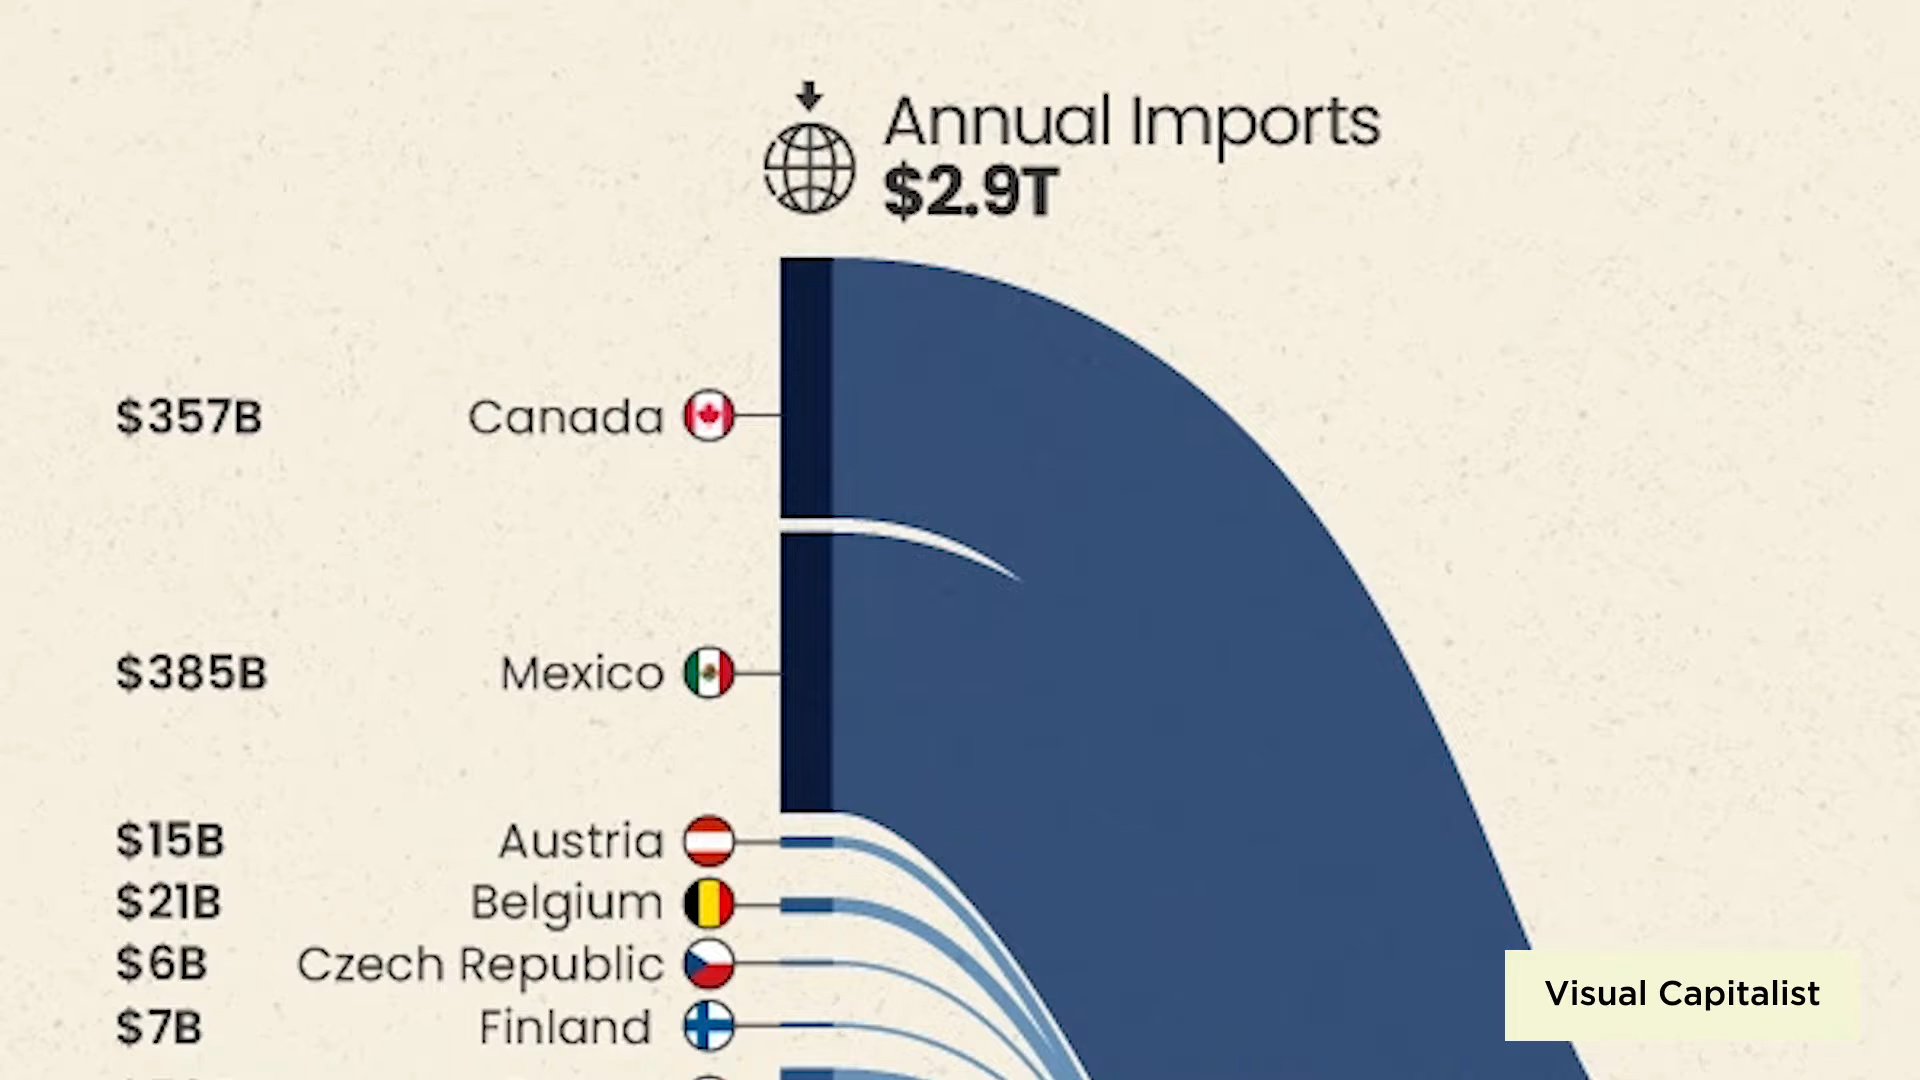 Annual Imports
$2.9T
$357B Canada
$385B Mexico
$15B Austria
$21B Belgium
$6B Czech Republic
$7B Finland
Visual Capitalist